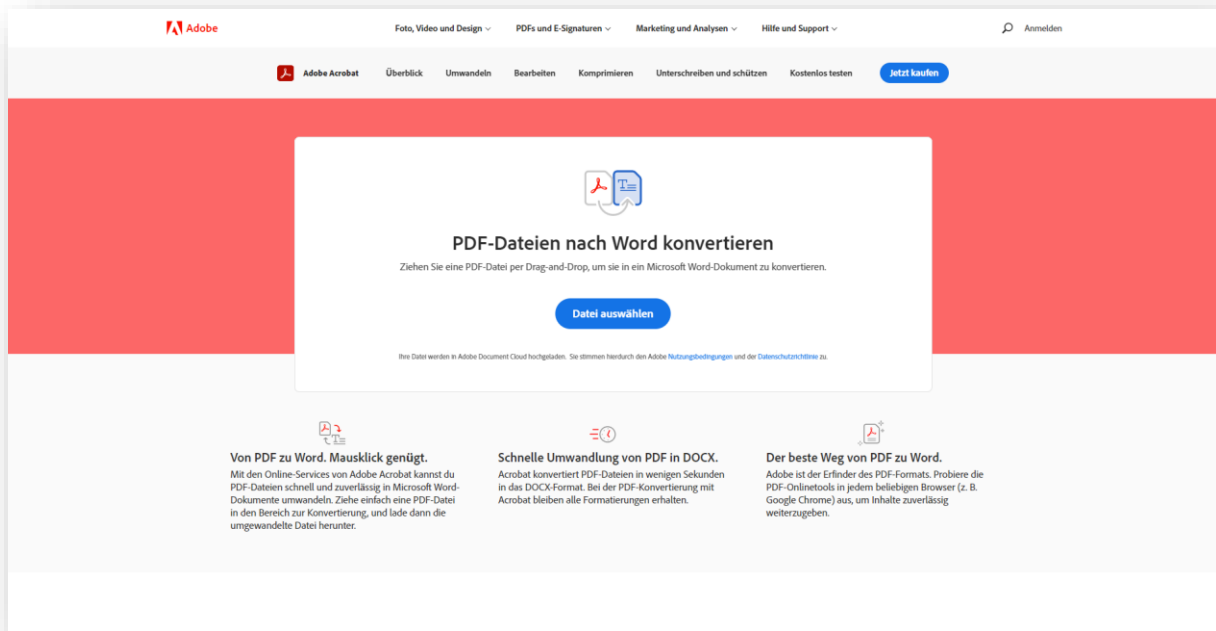 Adobe
Foto, Video und Design
PDFs und E-Signaturen
Marketing und Analysen
Hilfe und Support
Anmelden
Adobe Acrobat
Überblick
Umwandeln
Bearbeiten
Komprimieren
Unterschreiben und schützen
Kostenlos testen
Jetzt kaufen
PDF-Dateien nach Word konvertieren
Ziehen Sie eine PDF-Datei per Drag-and-Drop, um sie in ein Microsoft Word-Dokument zu konvertieren.
Datei auswählen
Ihre Datei werden in Adobe Document Cloud hochgeladen. Sie stimmen hierdurch den Adobe Nutzungsbedingungen und der Datenschutzrichtlinie zu.
Von PDF zu Word. Mausklick genügt.
Mit den Online-Services von Adobe Acrobat kannst du
PDF-Dateien schnell und zuverlässig in Microsoft Word-
Dokumente umwandeln. Ziehe einfach eine PDF-Datei
in den Bereich zur Konvertierung, und lade dann die
umgewandelte Datei herunter.
Schnelle Umwandlung von PDF in DOCX.
Acrobat konvertiert PDF-Dateien in wenigen Sekunden
in das DOCX-Format. Bei der PDF-Konvertierung mit
Acrobat bleiben alle Formatierungen erhalten.
Der beste Weg von PDF zu Word.
Adobe ist der Erfinder des PDF-Formats. Probiere die
PDF-Onlinetools in jedem beliebigen Browser (z. B.
Google Chrome) aus, um Inhalte zuverlässig
weiterzugeben.